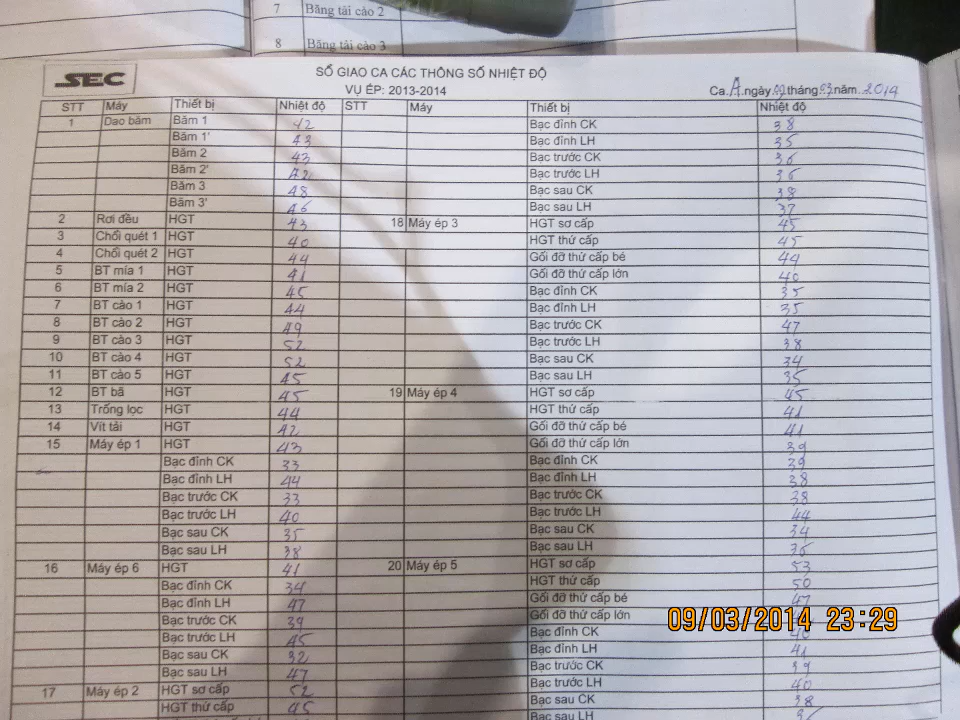 7 Băng tải cào 2
8 Băng tải cào 3
SEC
SỔ GIAO CA CÁC THÔNG SỐ NHIỆT ĐỘ
VỤ ÉP: 2013-2014
Ca. A.ngày 09 tháng 03 năm 2014
STT Máy Thiết bị Nhiệt độ STT Máy Thiết bị Nhiệt độ
1 Dao băm Băm 1 42 Bạc đỉnh CK 38
Băm 1' 43 Bạc đỉnh LH 35
Băm 2 43 Bạc trước CK 36
Băm 2' 42 Bạc trước LH 36
Băm 3 48 Bạc sau CK 38
Băm 3' 46 Bạc sau LH 37
2 Rơi đều HGT 43 18 Máy ép 3 HGT sơ cấp 45
3 Chổi quét 1 HGT 40 HGT thứ cấp 45
4 Chổi quét 2 HGT 44 Gối đỡ thứ cấp bé 44
5 BT mía 1 HGT 41 Gối đỡ thứ cấp lớn 40
6 BT mía 2 HGT 45 Bạc đỉnh CK 35
7 BT cào 1 HGT 44 Bạc đỉnh LH 35
8 BT cào 2 HGT 49 Bạc trước CK 47
9 BT cào 3 HGT 52 Bạc trước LH 38
10 BT cào 4 HGT 52 Bạc sau CK 34
11 BT cào 5 HGT 45 Bạc sau LH 35
12 BT bã HGT 45 19 Máy ép 4 HGT sơ cấp 45
13 Trống lọc HGT 44 HGT thứ cấp 41
14 Vít tải HGT 42 Gối đỡ thứ cấp bé 41
15 Máy ép 1 HGT 43 Gối đỡ thứ cấp lớn 39
Bạc đỉnh CK 33 Bạc đỉnh CK 39
Bạc đỉnh LH 44 Bạc đỉnh LH 38
Bạc trước CK 33 Bạc trước CK 38
Bạc trước LH 40 Bạc trước LH 44
Bạc sau CK 35 Bạc sau CK 34
Bạc sau LH 38 Bạc sau LH 36
16 Máy ép 6 HGT 41 20 Máy ép 5 HGT sơ cấp 53
Bạc đỉnh CK 34 HGT thứ cấp 50
Bạc đỉnh LH 47 Gối đỡ thứ cấp bé 47
Bạc trước CK 39 Gối đỡ thứ cấp lớn
Bạc trước LH 45 Bạc đỉnh CK 40
Bạc sau CK 32 Bạc đỉnh LH 41
Bạc sau LH 47 Bạc trước CK 39
17 Máy ép 2 HGT sơ cấp 52 Bạc trước LH 40
HGT thứ cấp 45 Bạc sau CK 38
Bạc sau LH
09/03/2014 23:29